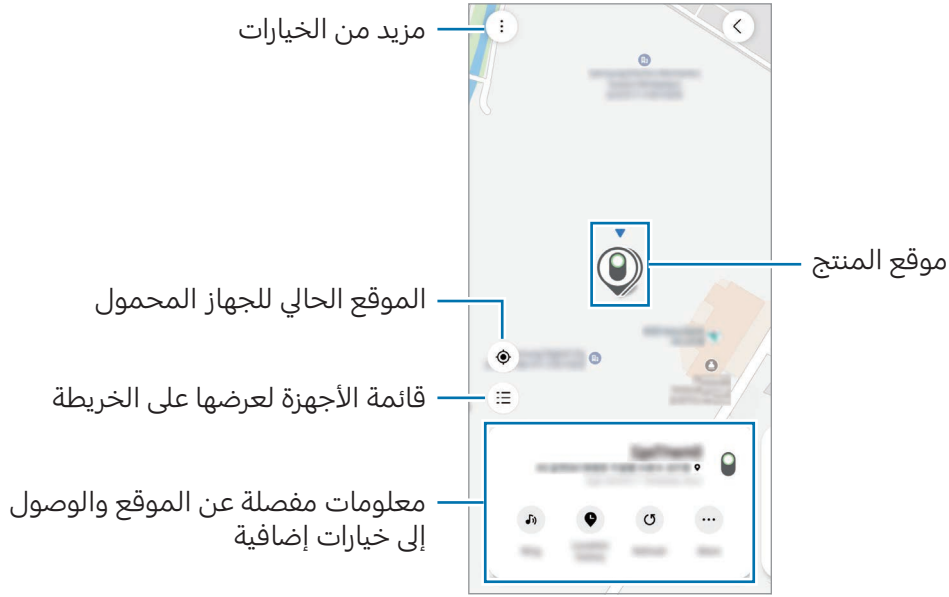 مزيد من الخيارات
موقع المنتج
الموقع الحالي للجهاز المحمول
قائمة الأجهزة لعرضها على الخريطة
معلومات مفصلة عن الموقع والوصول
إلى خيارات إضافية